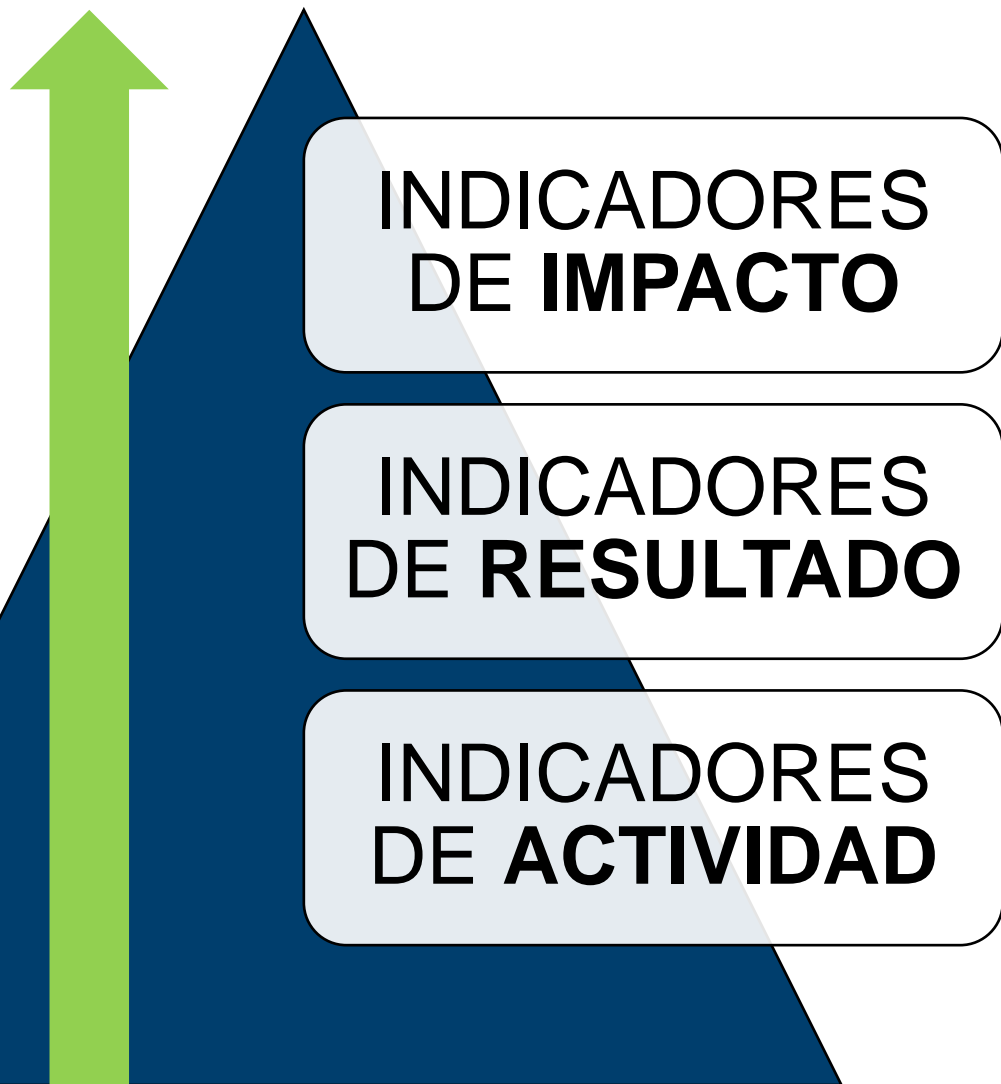 INDICADORES
DE IMPACTO
INDICADORES
DE RESULTADO
INDICADORES
DE ACTIVIDAD